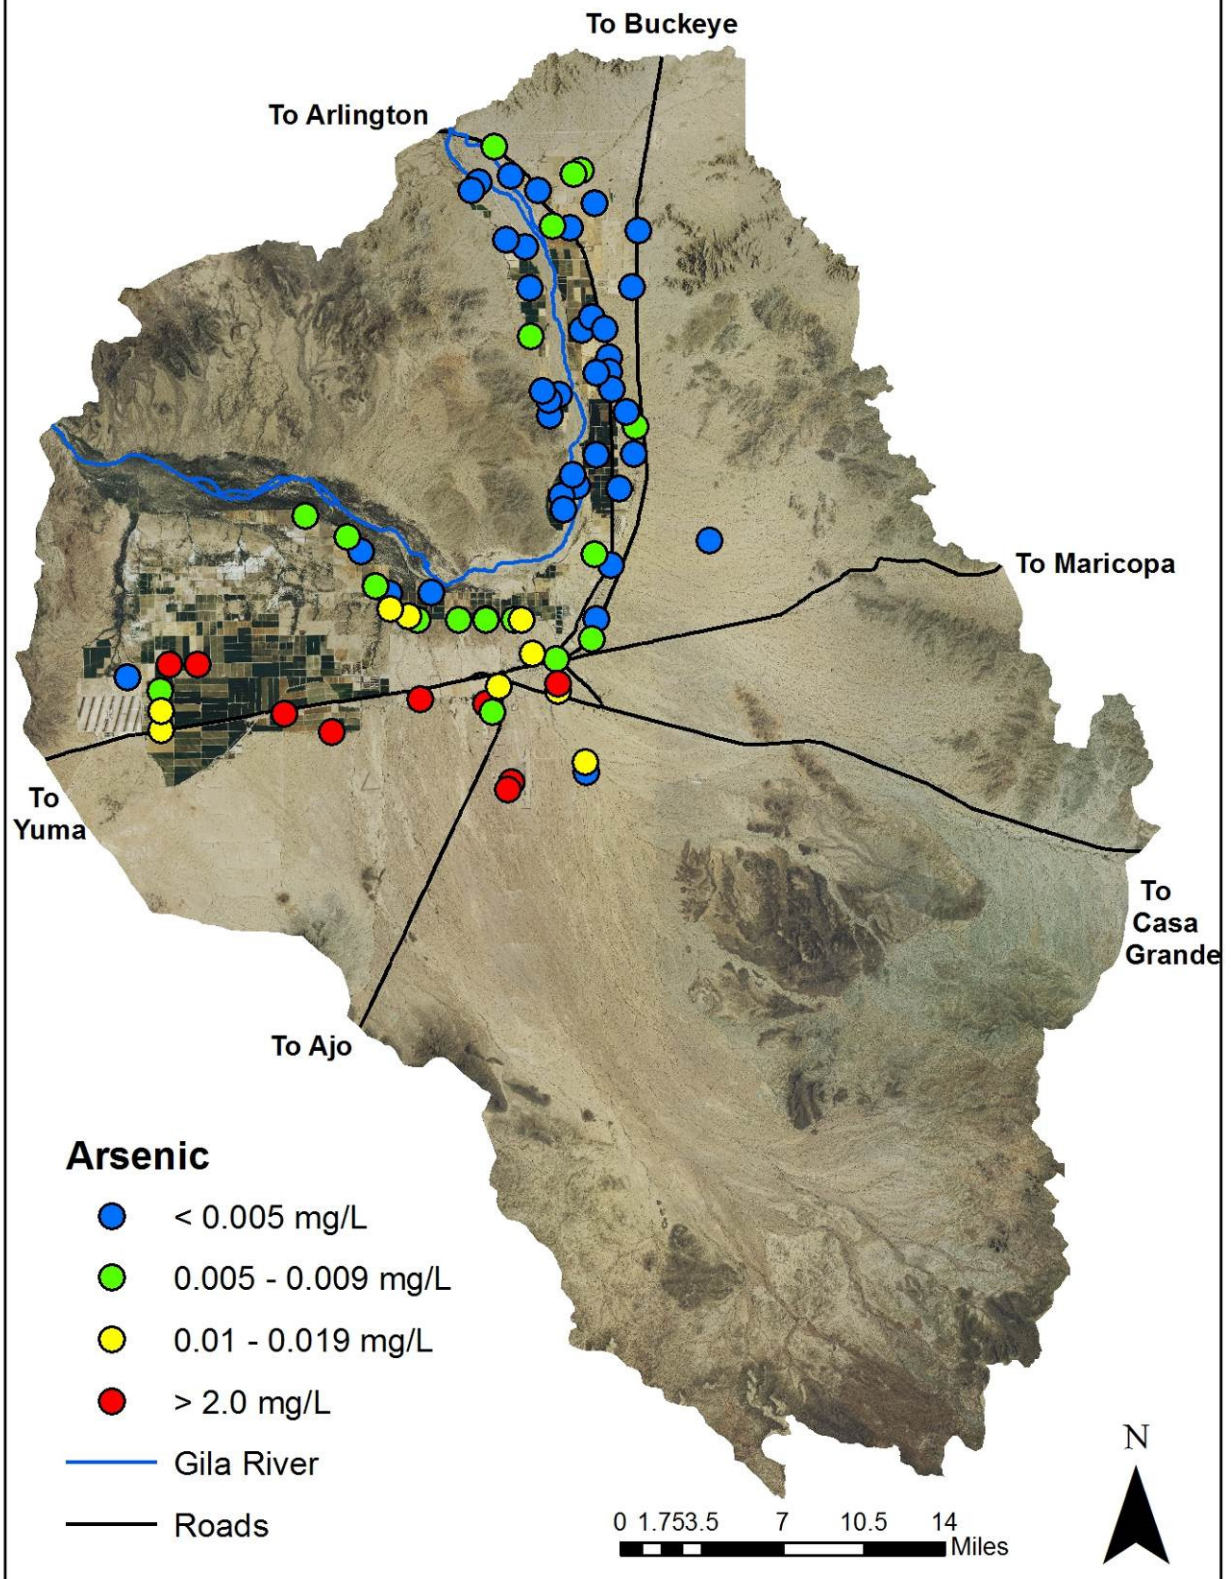 To Buckeye
To Arlington
To Maricopa
To
Yuma
To
Casa
Grande
To Ajo
Arsenic
< 0.005 mg/L
0.005 - 0.009 mg/L
0.01 - 0.019 mg/L
> 2.0 mg/L
Gila River
Roads
N
0 1.753.5 7 10.5 14
Miles